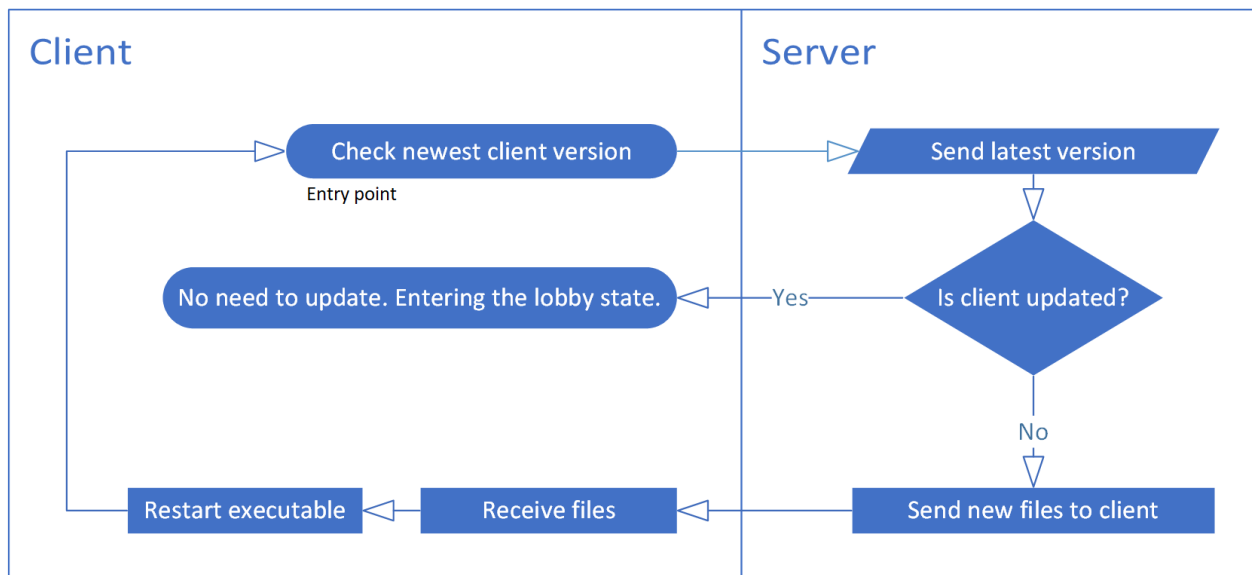 Client
Server
Check newest client version
Send latest version
Entry point
No need to update. Entering the lobby state.
Yes
Is client updated?
No
Restart executable
Receive files
Send new files to client